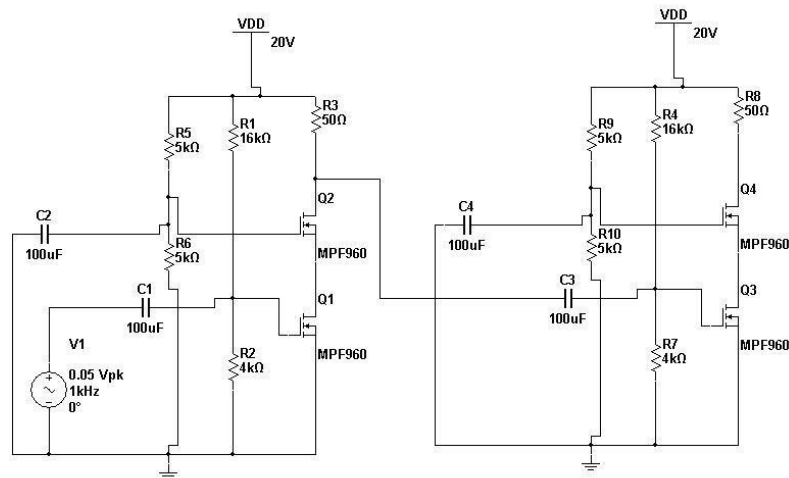 VDD
20V
R5
5kΩ
R1
16kΩ
R3
50Ω
Q2
MPF960
C2
100uF
R6
5kΩ
C1
100uF
Q1
MPF960
V1
0.05 Vpk
1kHz
0°
R2
4kΩ
VDD
20V
R9
5kΩ
R4
16kΩ
R8
50Ω
Q4
MPF960
C4
100uF
R10
5kΩ
C3
100uF
Q3
MPF960
R7
4kΩ